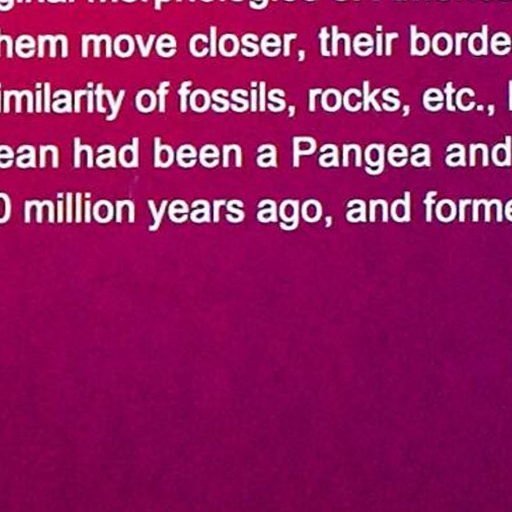 hem move closer, their borde
imilarity of fossils, rocks, etc.,
ean had been a Pangea and
0 million years ago, and forme